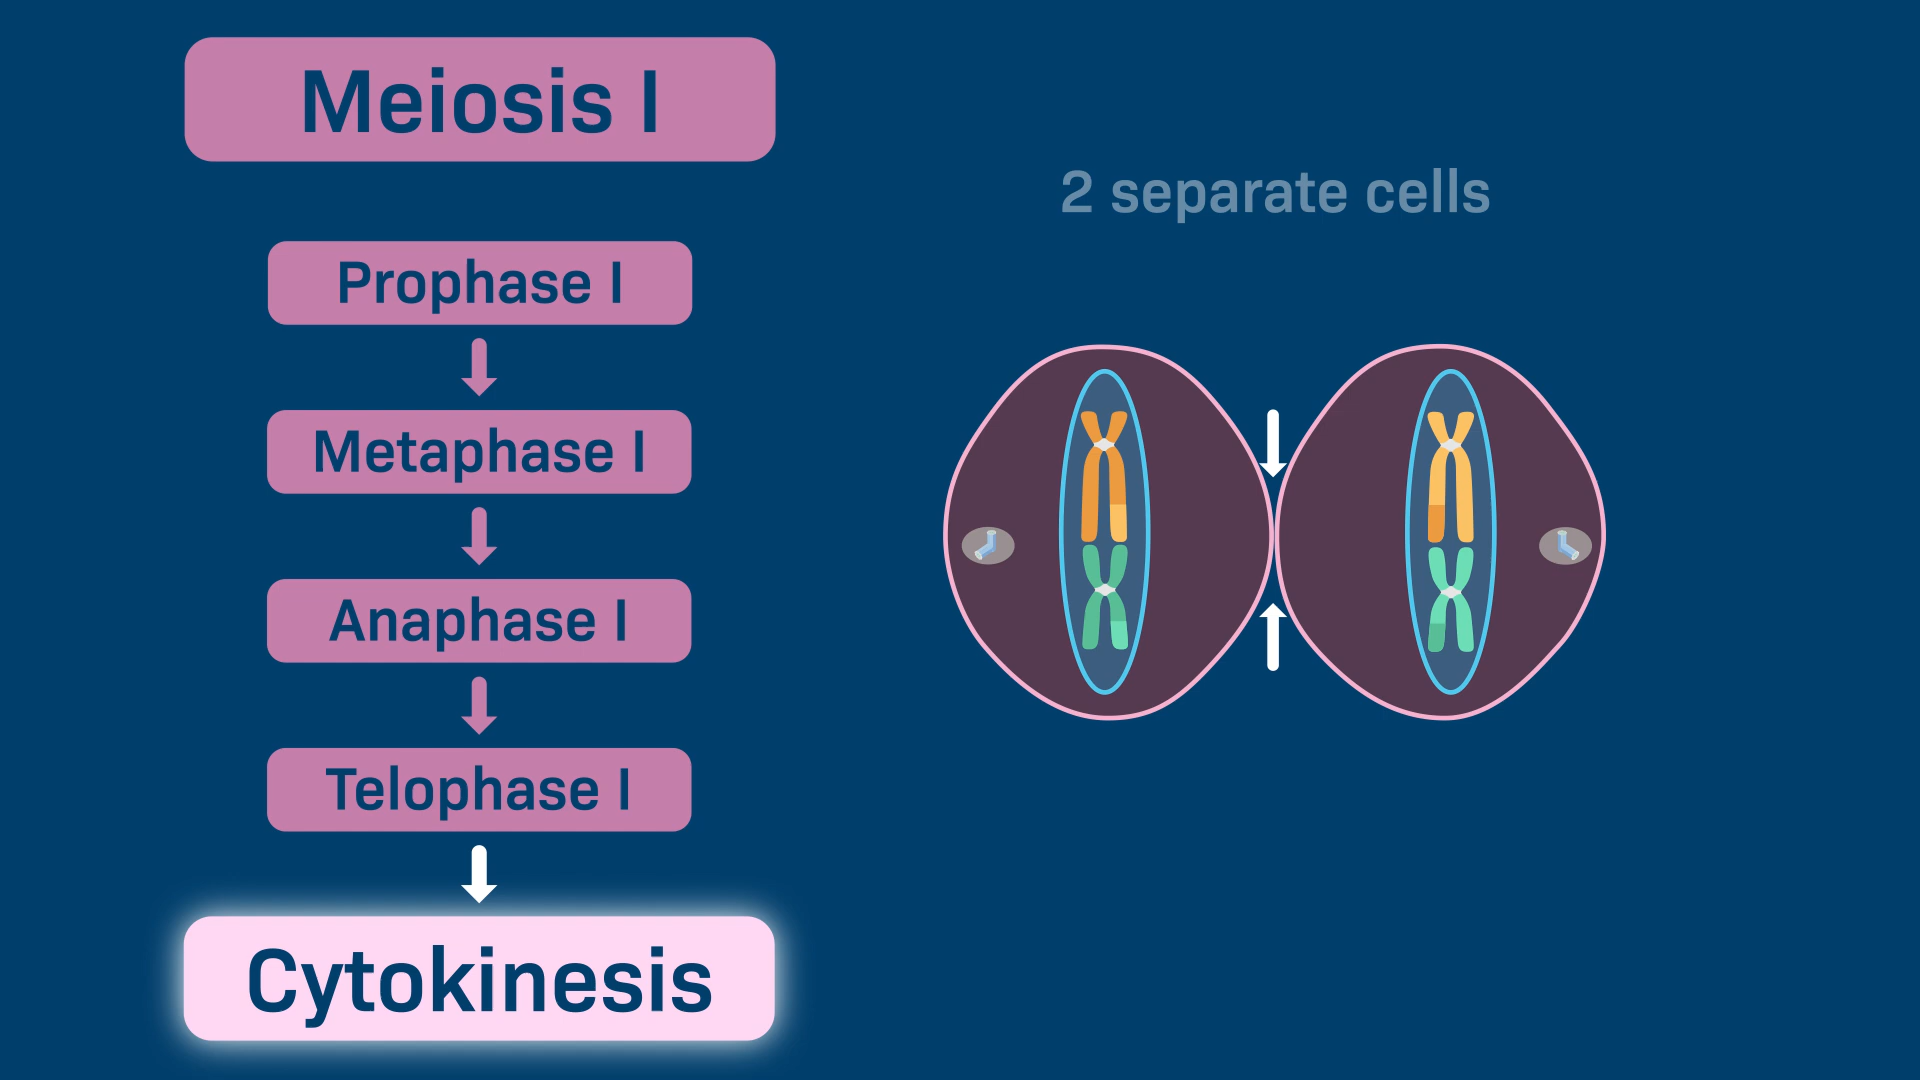 Meiosis I
Prophase I
Metaphase I
Anaphase I
Telophase I
Cytokinesis
2 separate cells